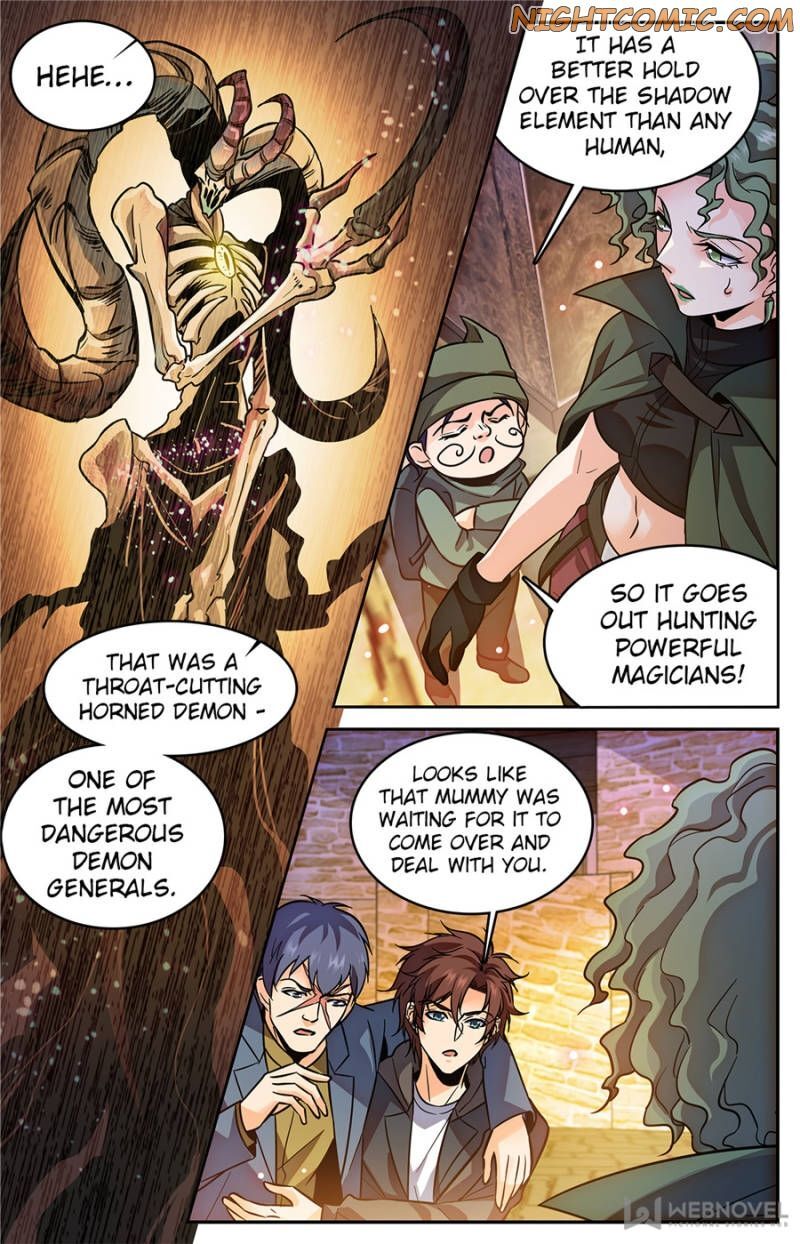 NIGHTCOMIC.COM
HEHE...
THAT WAS A
THROAT-CUTTING
HORNED DEMON -
ONE OF
THE MOST
DANGEROUS
DEMON
GENERALS.
IT HAS A
BETTER HOLD
OVER THE SHADOW
ELEMENT THAN ANY
HUMAN,
SO IT GOES
OUT HUNTING
POWERFUL
MAGICIANS!
LOOKS LIKE
THAT MUMMY WAS
WAITING FOR IT TO
COME OVER AND
DEAL WITH YOU.
WEBNOVEL